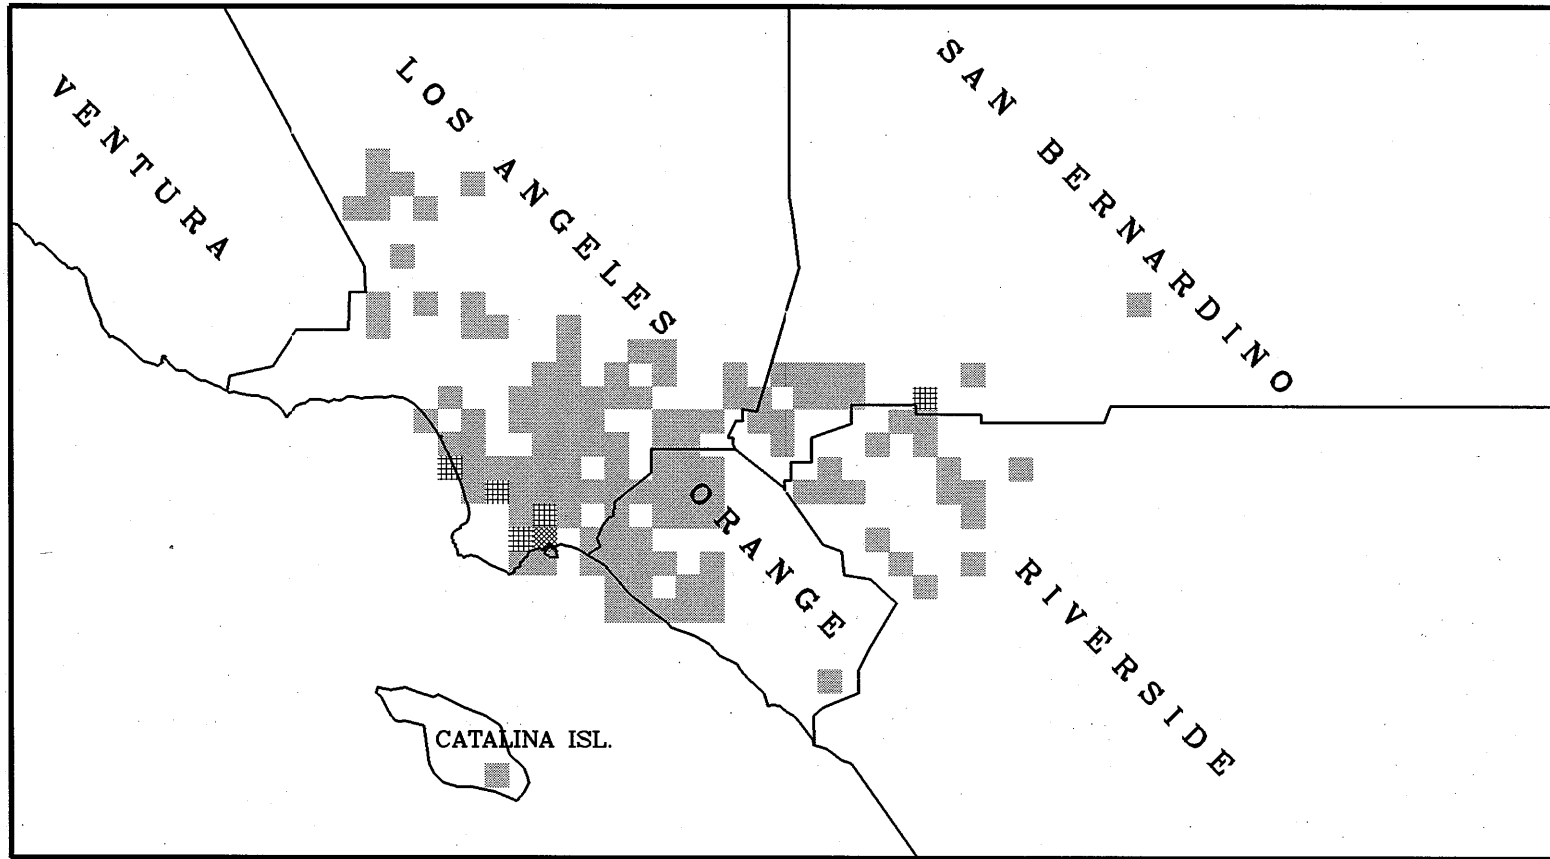 VENTURA
LOS ANGELES
SAN BERNARDINO
ORANGE
RIVERSIDE
CATALINA ISL.